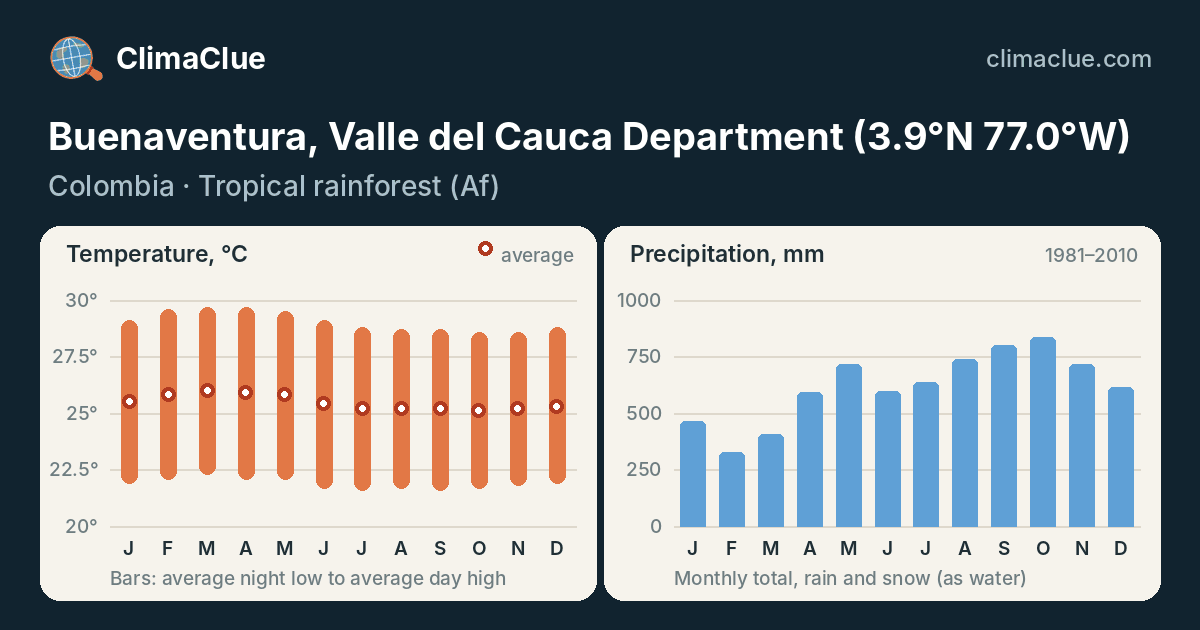 ClimaClue
climaclue.com
Buenaventura, Valle del Cauca Department (3.9°N 77.0°W)
Colombia · Tropical rainforest (Af)
Temperature, °C
average
30°
27.5°
25°
22.5°
20°
J F M A M J J A S O N D
Bars: average night low to average day high
Precipitation, mm
1981–2010
1000
750
500
250
0
J F M A M J J A S O N D
Monthly total, rain and snow (as water)